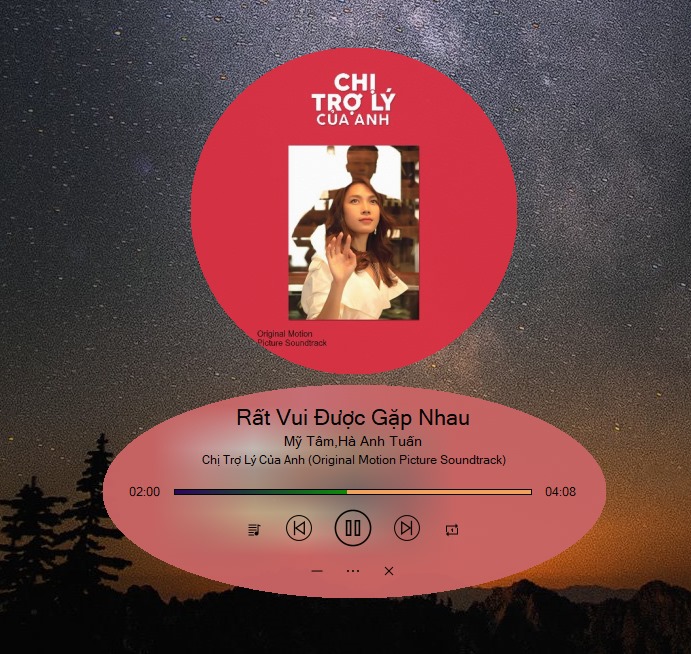 CHỊ
TRỢ LÝ
CỦA ANH
Original Motion
Picture Soundtrack
Rất Vui Được Gặp Nhau
Mỹ Tâm,Hà Anh Tuấn
Chị Trợ Lý Của Anh (Original Motion Picture Soundtrack)
02:00 04:08
1